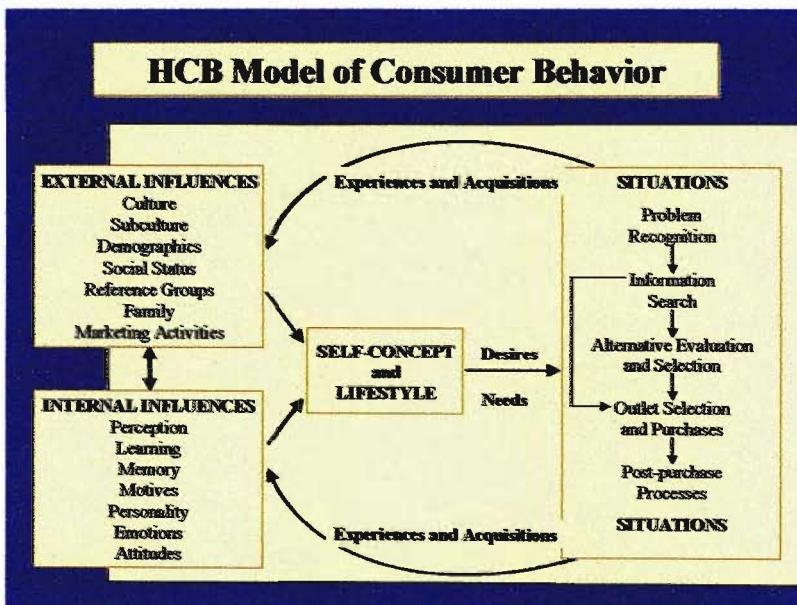 HCB Model of Consumer Behavior
EXTERNAL INFLUENCES
Culture
Subculture
Demographics
Social Status
Reference Groups
Family
Marketing Activities
INTERNAL INFLUENCES
Perception
Learning
Memory
Motives
Personality
Emotions
Attitudes
Experiences and Acquisitions
SELF-CONCEPT
and
LIFESTYLE
Desires
Needs
Experiences and Acquisitions
SITUATIONS
Problem
Recognition
Information
Search
Alternative Evaluation
and Selection
Outlet Selection
and Purchases
Post-purchase
Processes
SITUATIONS